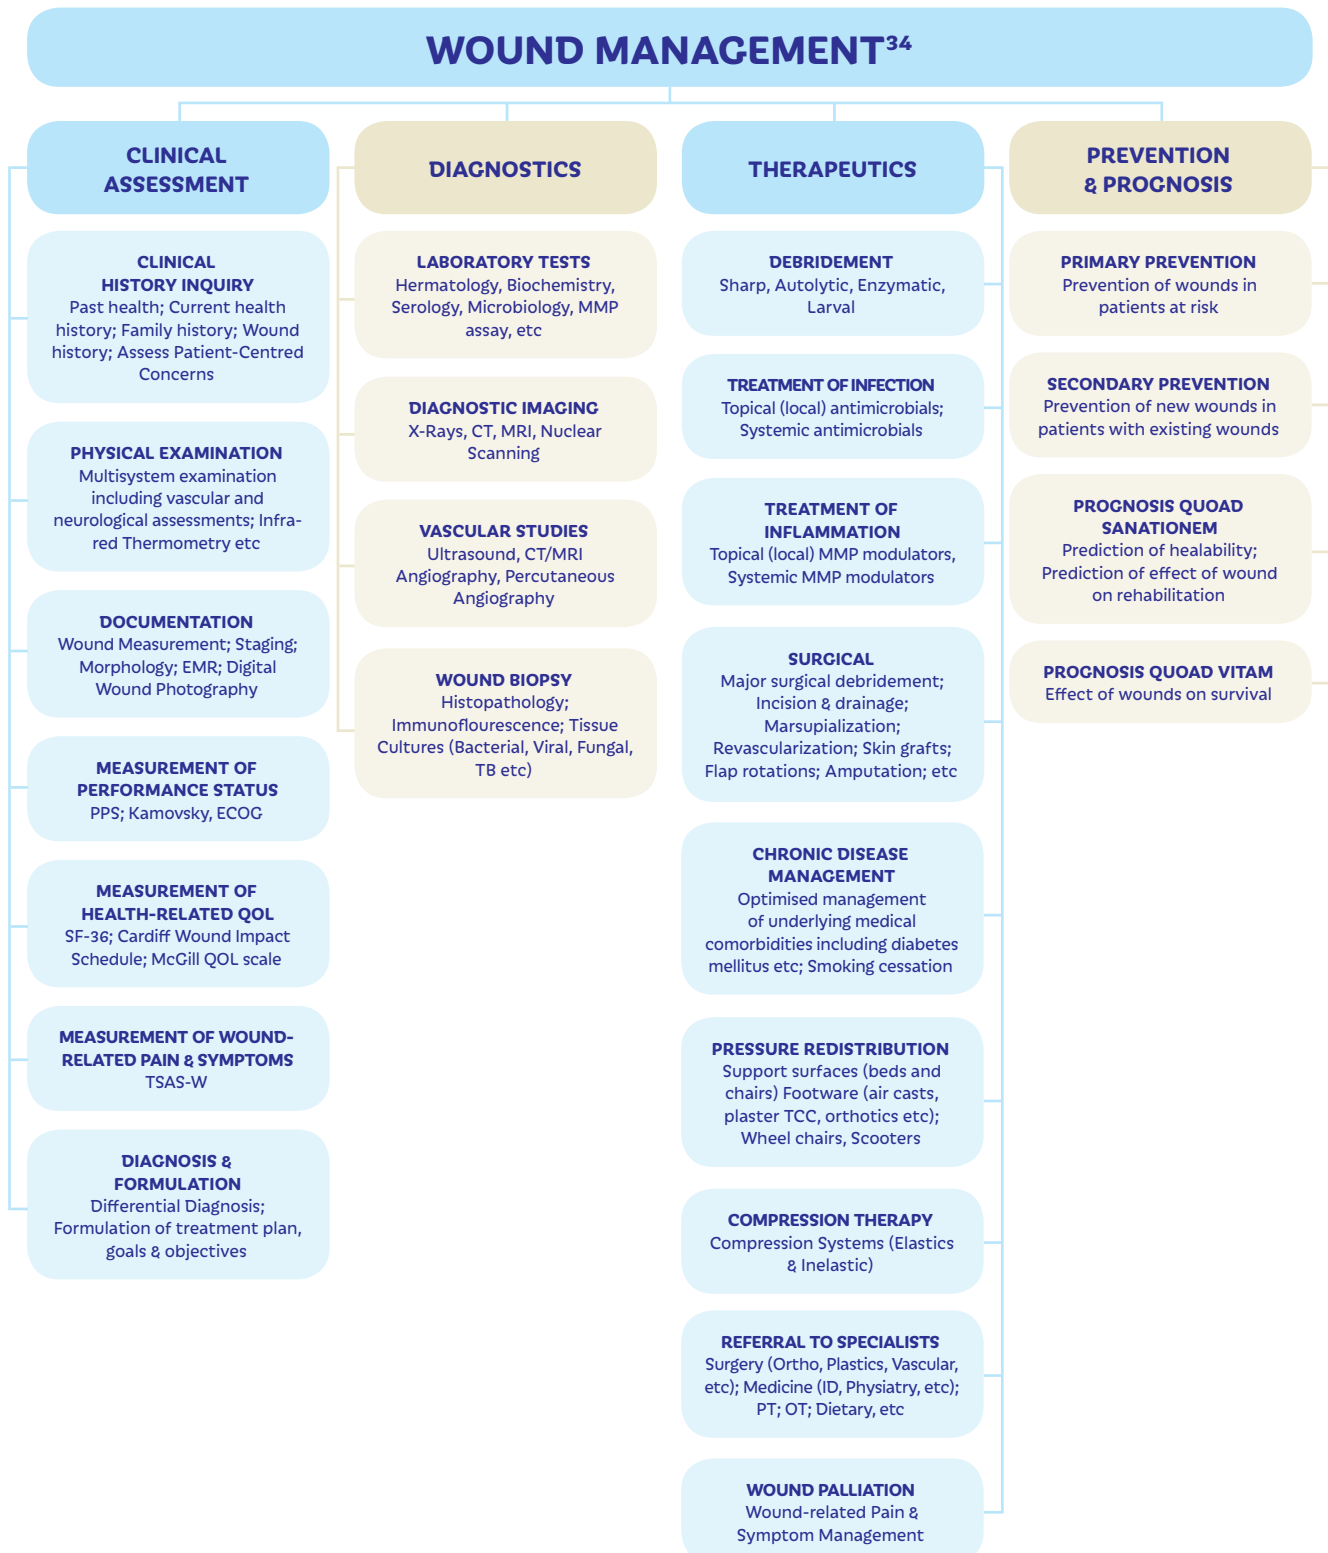 WOUND MANAGEMENT³⁴
CLINICAL
ASSESSMENT
CLINICAL
HISTORY INQUIRY
Past health; Current health
history; Family history; Wound
history; Assess Patient-Centred
Concerns
PHYSICAL EXAMINATION
Multisystem examination
including vascular and
neurological assessments; Infra-
red Thermometry etc
DOCUMENTATION
Wound Measurement; Staging;
Morphology; EMR; Digital
Wound Photography
MEASUREMENT OF
PERFORMANCE STATUS
PPS; Kamovsky, ECOG
MEASUREMENT OF
HEALTH-RELATED QOL
SF-36; Cardiff Wound Impact
Schedule; McGill QOL scale
MEASUREMENT OF WOUND-
RELATED PAIN & SYMPTOMS
TSAS-W
DIAGNOSIS &
FORMULATION
Differential Diagnosis;
Formulation of treatment plan,
goals & objectives
DIAGNOSTICS
LABORATORY TESTS
Hermatology, Biochemistry,
Serology, Microbiology, MMP
assay, etc
DIAGNOSTIC IMAGING
X-Rays, CT, MRI, Nuclear
Scanning
VASCULAR STUDIES
Ultrasound, CT/MRI
Angiography, Percutaneous
Angiography
WOUND BIOPSY
Histopathology;
Immunoflourescence; Tissue
Cultures (Bacterial, Viral, Fungal,
TB etc)
THERAPEUTICS
DEBRIDEMENT
Sharp, Autolytic, Enzymatic,
Larval
TREATMENT OF INFECTION
Topical (local) antimicrobials;
Systemic antimicrobials
TREATMENT OF
INFLAMMATION
Topical (local) MMP modulators,
Systemic MMP modulators
SURGICAL
Major surgical debridement;
Incision & drainage;
Marsupialization;
Revascularization; Skin grafts;
Flap rotations; Amputation; etc
CHRONIC DISEASE
MANAGEMENT
Optimised management
of underlying medical
comorbidities including diabetes
mellitus etc; Smoking cessation
PRESSURE REDISTRIBUTION
Support surfaces (beds and
chairs) Footware (air casts,
plaster TCC, orthotics etc);
Wheel chairs, Scooters
COMPRESSION THERAPY
Compression Systems (Elastics
& Inelastic)
REFERRAL TO SPECIALISTS
Surgery (Ortho, Plastics, Vascular,
etc); Medicine (ID, Physiatry, etc);
PT; OT; Dietary, etc
WOUND PALLIATION
Wound-related Pain &
Symptom Management
PREVENTION
& PROGNOSIS
PRIMARY PREVENTION
Prevention of wounds in
patients at risk
SECONDARY PREVENTION
Prevention of new wounds in
patients with existing wounds
PROGNOSIS QUOAD
SANATIONEM
Prediction of healability;
Prediction of effect of wound
on rehabilitation
PROGNOSIS QUOAD VITAM
Effect of wounds on survival